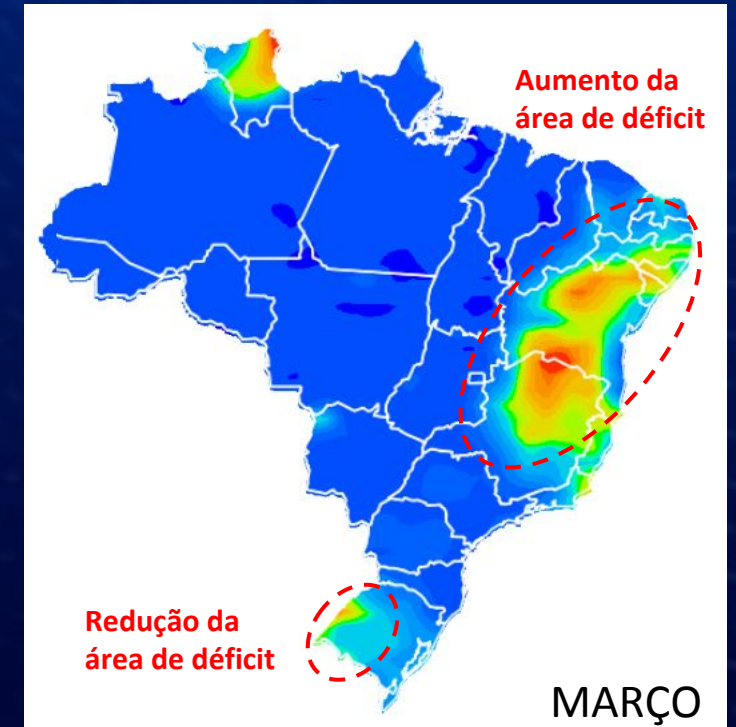 Aumento da
área de déficit
Redução da
área de déficit
MARÇO